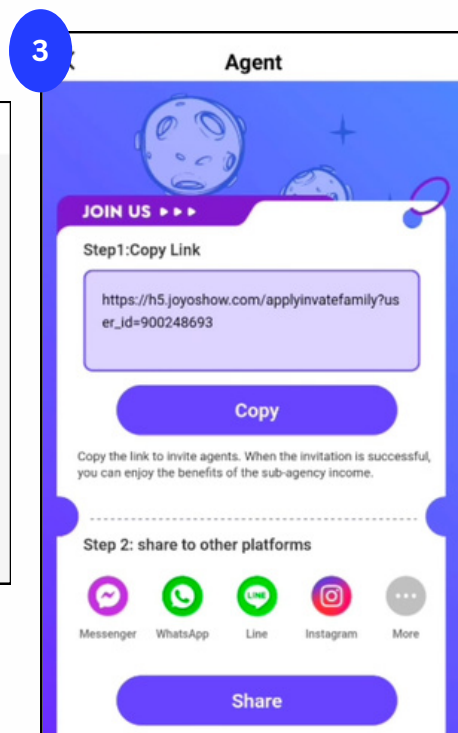 3
Agent
JOIN US
Step1:Copy Link
https://h5.joyoshow.com/applyinvatefamily?us
er_id=900248693
Copy
Copy the link to invite agents. When the invitation is successful,
you can enjoy the benefits of the sub-agency income.
Step 2: share to other platforms
LINE
Messenger WhatsApp Line Instagram More
Share